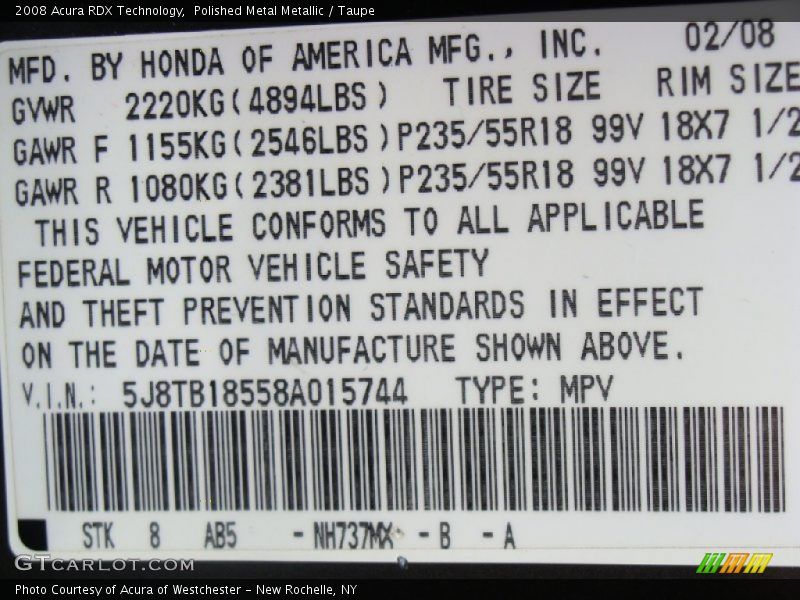 2008 Acura RDX Technology,  Polished Metal Metallic / Taupe
MFD. BY HONDA OF AMERICA MFG., INC. 02/08
GVWR 2220KG(4894LBS) TIRE SIZE RIM SIZE
GAWR F 1155KG(2546LBS)P235/55R18 99V 18X7 1/2
GAWR R 1080KG(2381LBS)P235/55R18 99V 18X7 1/2
THIS VEHICLE CONFORMS TO ALL APPLICABLE
FEDERAL MOTOR VEHICLE SAFETY
AND THEFT PREVENTION STANDARDS IN EFFECT
ON THE DATE OF MANUFACTURE SHOWN ABOVE.
V.I.N.: 5J8TB18558A015744 TYPE: MPV
STK 8 AB5 -NH737MX -B -A
GTCARLOT.COM
Photo Courtesy of Acura of Westchester - New Rochelle, NY